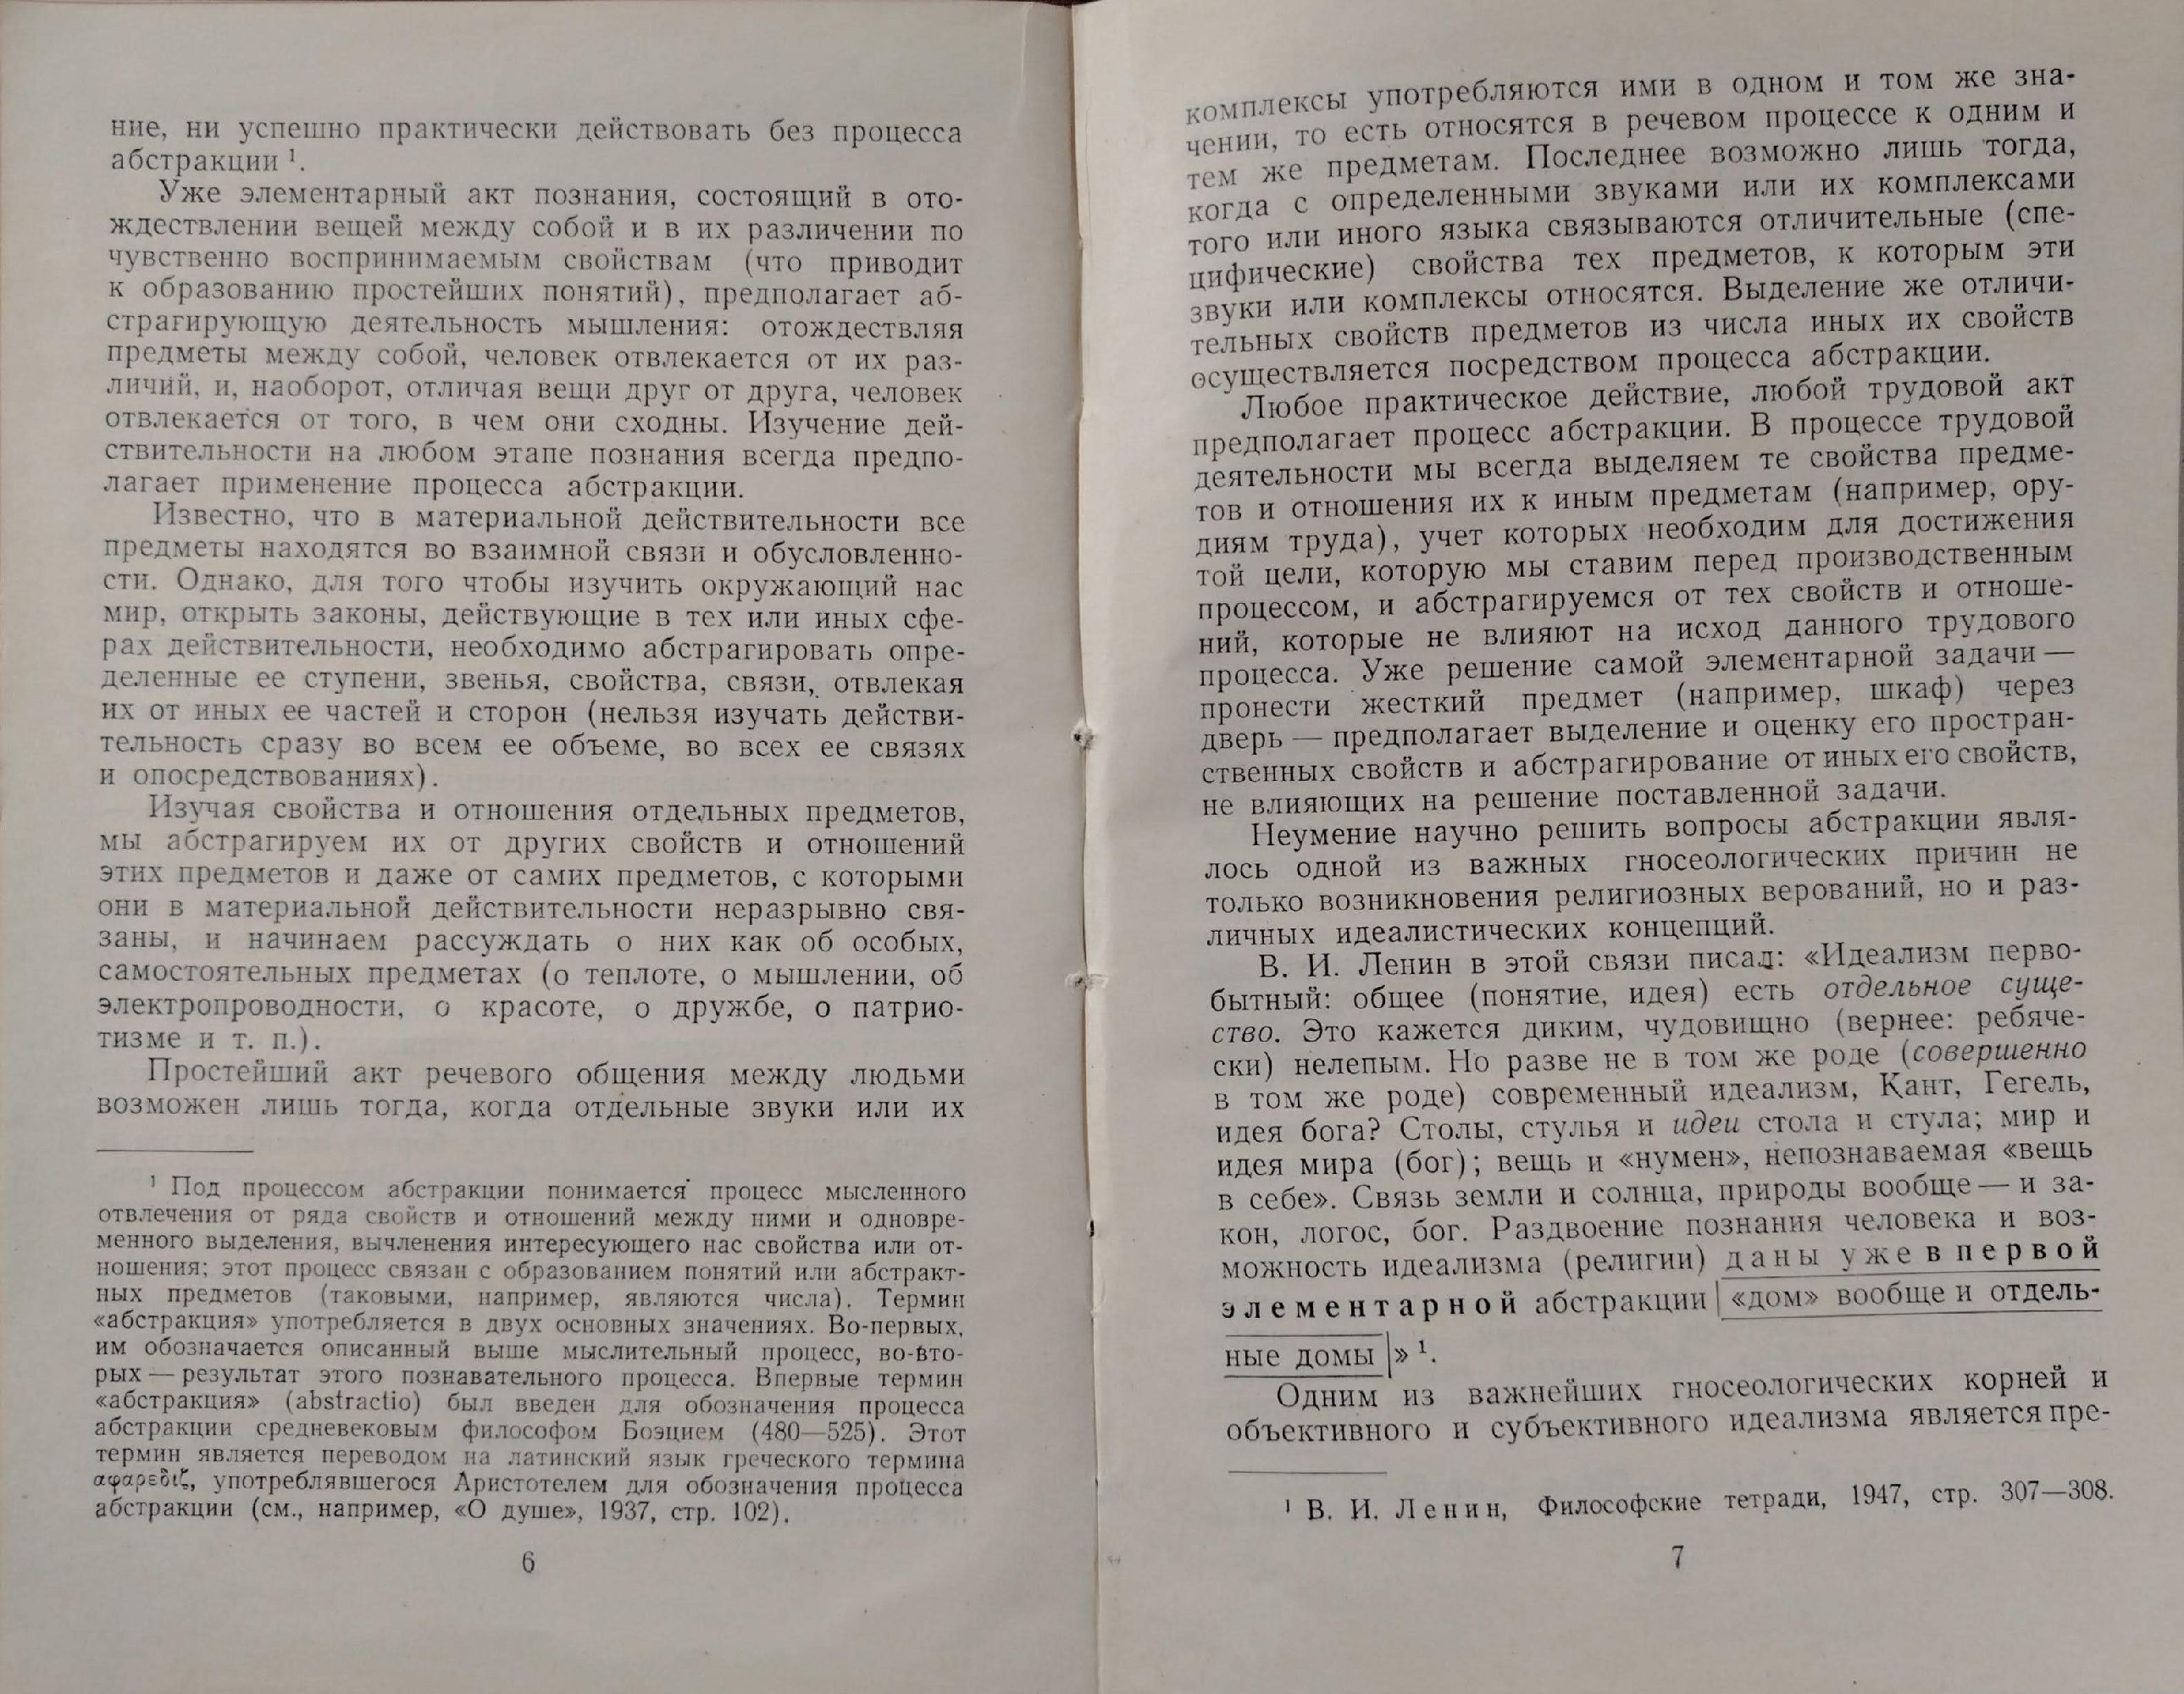 ние, ни успешно практически действовать без процесса
абстракции ¹.
Уже элементарный акт познания, состоящий в ото-
ждествлении вещей между собой и в их различении по
чувственно воспринимаемым свойствам (что приводит
к образованию простейших понятий), предполагает аб-
страгирующую деятельность мышления: отождествляя
предметы между собой, человек отвлекается от их раз-
личий, и, наоборот, отличая вещи друг от друга, человек
отвлекается от того, в чем они сходны. Изучение дей-
ствительности на любом этапе познания всегда предпо-
лагает применение процесса абстракции.
Известно, что в материальной действительности все
предметы находятся во взаимной связи и обусловленно-
сти. Однако, для того чтобы изучить окружающий нас
мир, открыть законы, действующие в тех или иных сфе-
рах действительности, необходимо абстрагировать опре-
деленные ее ступени, звенья, свойства, связи, отвлекая
их от иных ее частей и сторон (нельзя изучать действи-
тельность сразу во всем ее объеме, во всех ее связях
и опосредствованиях).
Изучая свойства и отношения отдельных предметов,
мы абстрагируем их от других свойств и отношений
этих предметов и даже от самих предметов, с которыми
они в материальной действительности неразрывно свя-
заны, и начинаем рассуждать о них как об особых,
самостоятельных предметах (о теплоте, о мышлении, об
электропроводности, о красоте, о дружбе, о патрио-
тизме и т. п.).
Простейший акт речевого общения между людьми
возможен лишь тогда, когда отдельные звуки или их
¹ Под процессом абстракции понимается процесс мысленного
отвлечения от ряда свойств и отношений между ними и одновре-
менного выделения, вычленения интересующего нас свойства или от-
ношения; этот процесс связан с образованием понятий или абстракт-
ных предметов (таковыми, например, являются числа). Термин
«абстракция» употребляется в двух основных значениях. Во-первых,
им обозначается описанный выше мыслительный процесс, во-вто-
рых — результат этого познавательного процесса. Впервые термин
«абстракция» (abstractio) был введен для обозначения процесса
абстракции средневековым философом Боэцием (480—525). Этот
термин является переводом на латинский язык греческого термина
αφαρεδιζ, употреблявшегося Аристотелем для обозначения процесса
абстракции (см., например, «О душе», 1937, стр. 102).
6
комплексы употребляются ими в одном и том же зна-
чении, то есть относятся в речевом процессе к одним и
тем же предметам. Последнее возможно лишь тогда,
когда с определенными звуками или их комплексами
того или иного языка связываются отличительные (спе-
цифические) свойства тех предметов, к которым эти
звуки или комплексы относятся. Выделение же отличи-
тельных свойств предметов из числа иных их свойств
осуществляется посредством процесса абстракции.
Любое практическое действие, любой трудовой акт
предполагает процесс абстракции. В процессе трудовой
деятельности мы всегда выделяем те свойства предме-
тов и отношения их к иным предметам (например, ору-
диям труда), учет которых необходим для достижения
той цели, которую мы ставим перед производственным
процессом, и абстрагируемся от тех свойств и отноше-
ний, которые не влияют на исход данного трудового
процесса. Уже решение самой элементарной задачи —
пронести жесткий предмет (например, шкаф) через
дверь — предполагает выделение и оценку его простран-
ственных свойств и абстрагирование от иных его свойств,
не влияющих на решение поставленной задачи.
Неумение научно решить вопросы абстракции явля-
лось одной из важных гносеологических причин не
только возникновения религиозных верований, но и раз-
личных идеалистических концепций.
В. И. Ленин в этой связи писал: «Идеализм перво-
бытный: общее (понятие, идея) есть отдельное суще-
ство. Это кажется диким, чудовищно (вернее: ребяче-
ски) нелепым. Но разве не в том же роде (совершенно
в том же роде) современный идеализм, Кант, Гегель,
идея бога? Столы, стулья и идеи стола и стула; мир и
идея мира (бог); вещь и «нумен», непознаваемая «вещь
в себе». Связь земли и солнца, природы вообще — и за-
кон, логос, бог. Раздвоение познания человека и воз-
можность идеализма (религии) даны уже в первой
элементарной абстракции | «дом» вообще и отдель-
ные домы |» ¹.
Одним из важнейших гносеологических корней и
объективного и субъективного идеализма является пре-
¹ В. И. Ленин, Философские тетради, 1947, стр. 307—308.
7